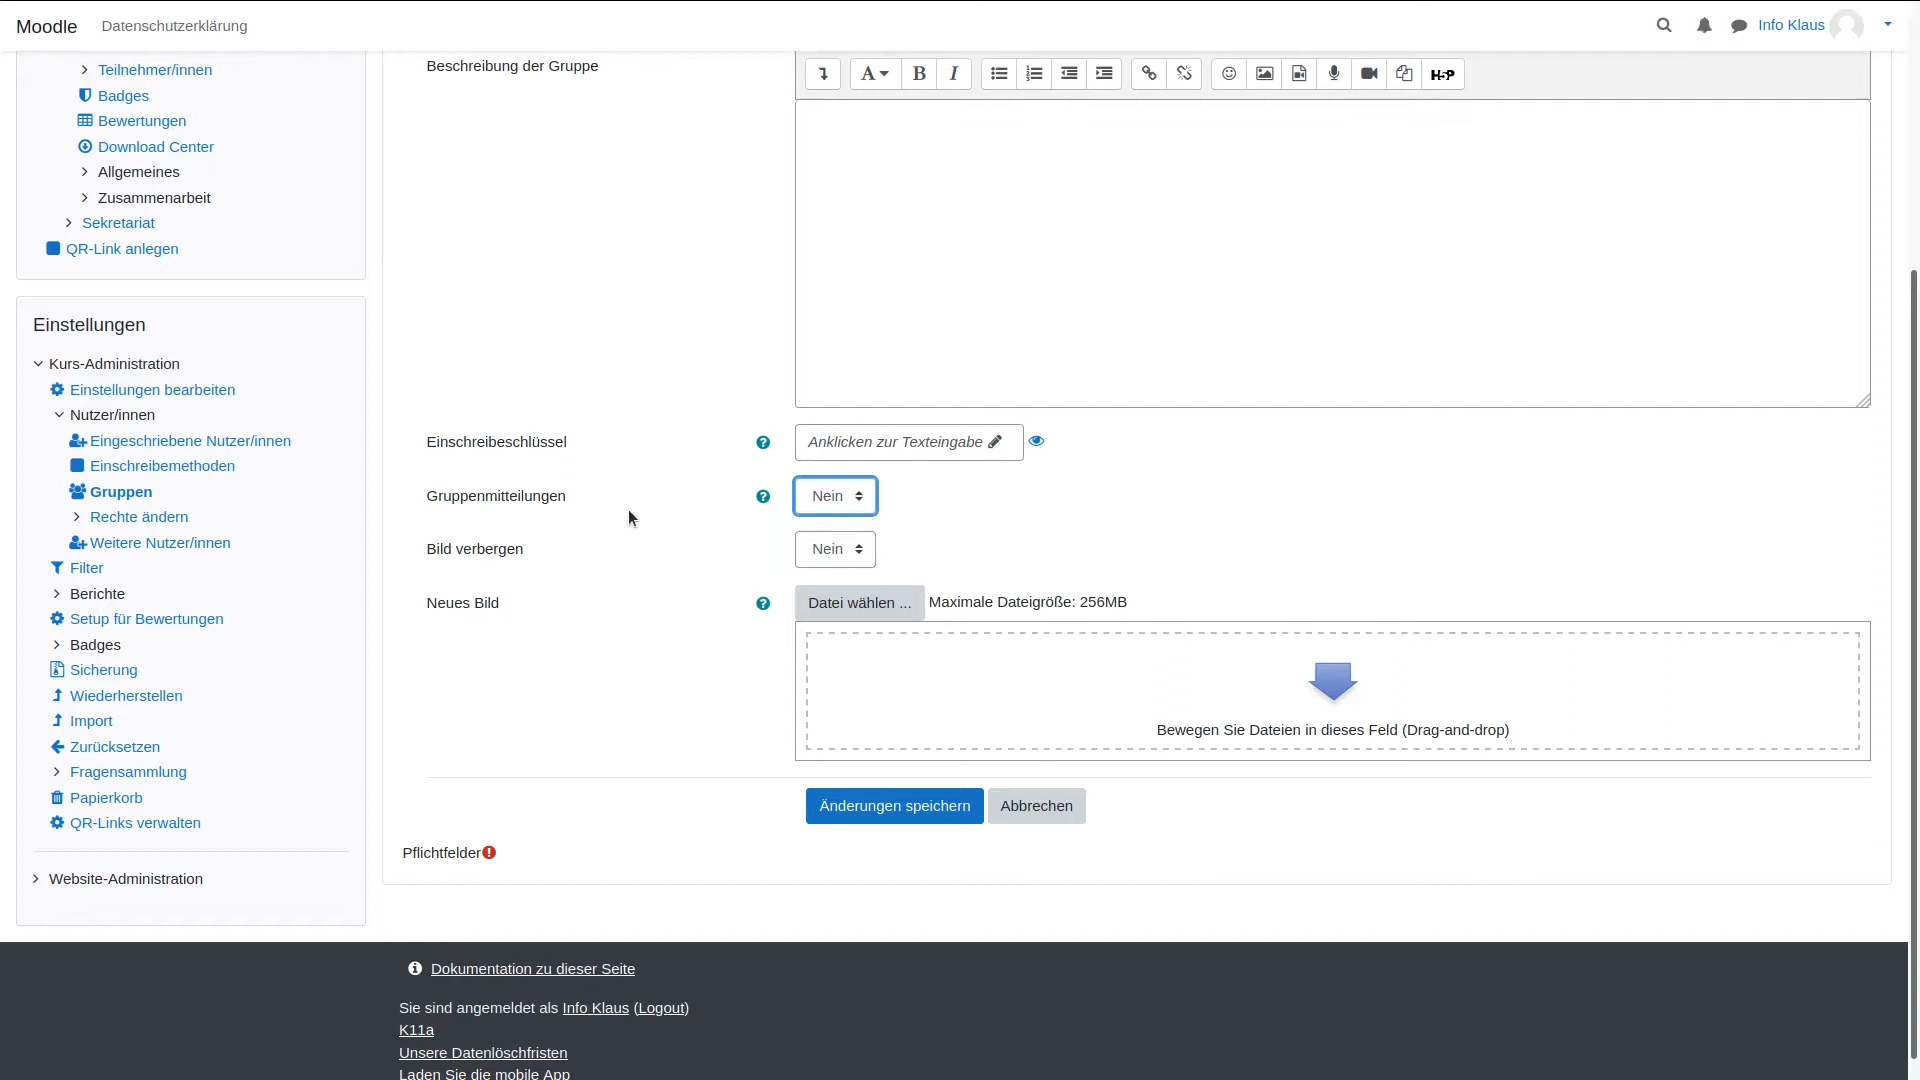 Moodle Datenschutzerklärung Info Klaus
Teilnehmer/innen
Badges
Bewertungen
Download Center
Allgemeines
Zusammenarbeit
Sekretariat
QR-Link anlegen
Einstellungen
Kurs-Administration
Einstellungen bearbeiten
Nutzer/innen
Eingeschriebene Nutzer/innen
Einschreibemethoden
Gruppen
Rechte ändern
Weitere Nutzer/innen
Filter
Berichte
Setup für Bewertungen
Badges
Sicherung
Wiederherstellen
Import
Zurücksetzen
Fragensammlung
Papierkorb
QR-Links verwalten
Website-Administration
Beschreibung der Gruppe
A B I H5P
Einschreibeschlüssel Anklicken zur Texteingabe
Gruppenmitteilungen Nein
Bild verbergen Nein
Neues Bild Datei wählen ... Maximale Dateigröße: 256MB
Bewegen Sie Dateien in dieses Feld (Drag-and-drop)
Änderungen speichern Abbrechen
Pflichtfelder
Dokumentation zu dieser Seite
Sie sind angemeldet als Info Klaus (Logout)
K11a
Unsere Datenlöschfristen
Laden Sie die mobile App